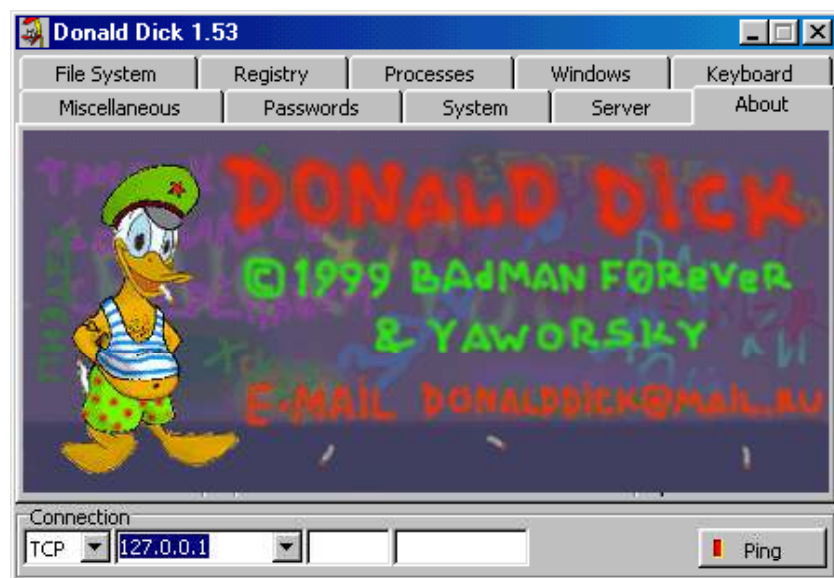 Donald Dick 1.53
File System Registry Processes Windows Keyboard
Miscellaneous Passwords System Server About
DONALD DICK
©1999 BAdMAN FØReVeR
& YAWORSKY
E-MAIL DONALDDICK@MAIL.RU
Connection
TCP 127.0.0.1 Ping